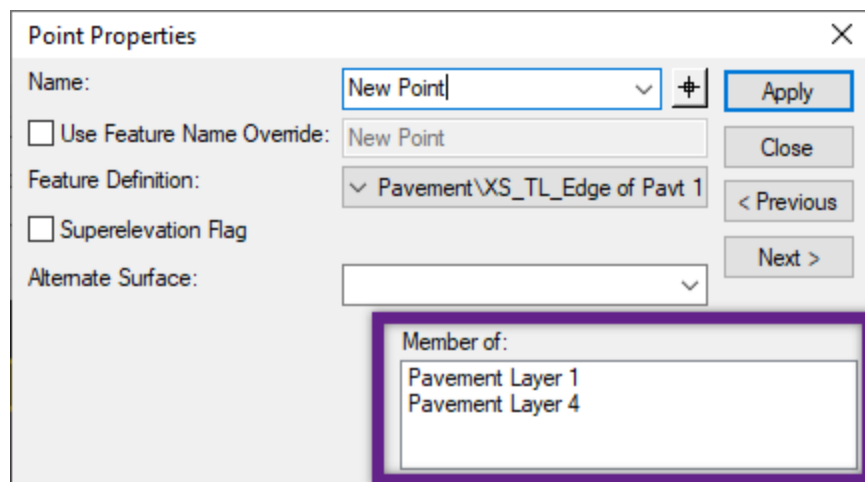 Point Properties
Name:
New Point
Apply
Use Feature Name Override:
New Point
Close
Feature Definition:
Pavement\XS_TL_Edge of Pavt 1
< Previous
Superelevation Flag
Next >
Alternate Surface:
Member of:
Pavement Layer 1
Pavement Layer 4